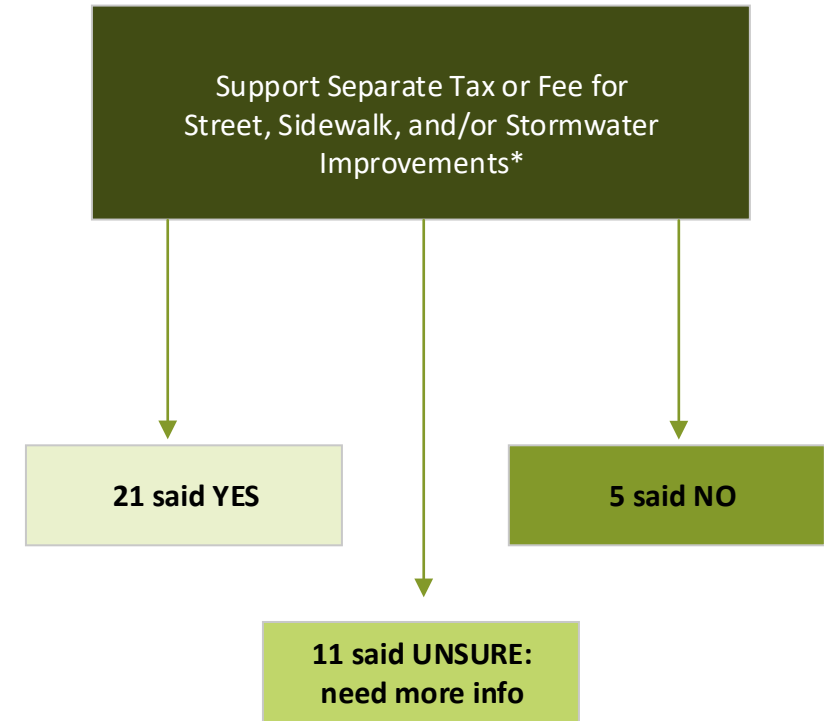 Support Separate Tax or Fee for
Street, Sidewalk, and/or Stormwater
Improvements*
21 said YES
5 said NO
11 said UNSURE:
need more info